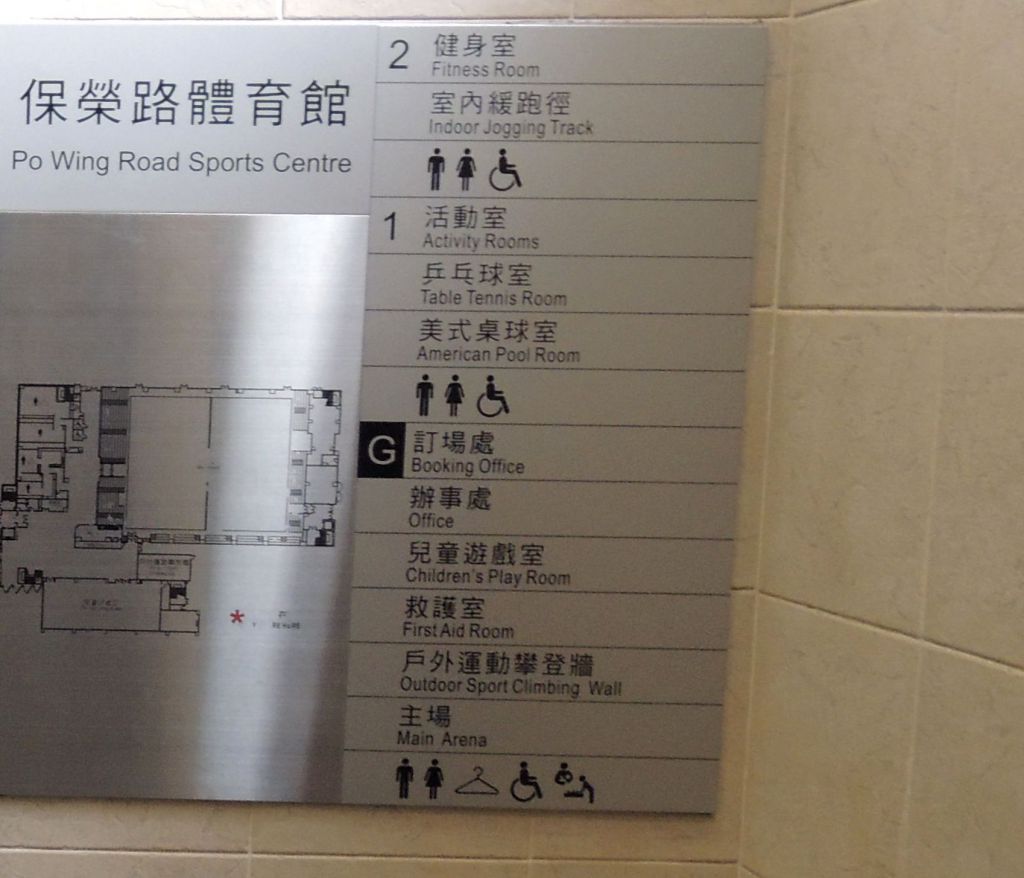 保榮路體育館
Po Wing Road Sports Centre
2
健身室
Fitness Room
室內緩跑徑
Indoor Jogging Track
1
活動室
Activity Rooms
乒乓球室
Table Tennis Room
美式桌球室
American Pool Room
G
訂場處
Booking Office
辦事處
Office
兒童遊戲室
Children's Play Room
救護室
First Aid Room
戶外運動攀登牆
Outdoor Sport Climbing Wall
主場
Main Arena